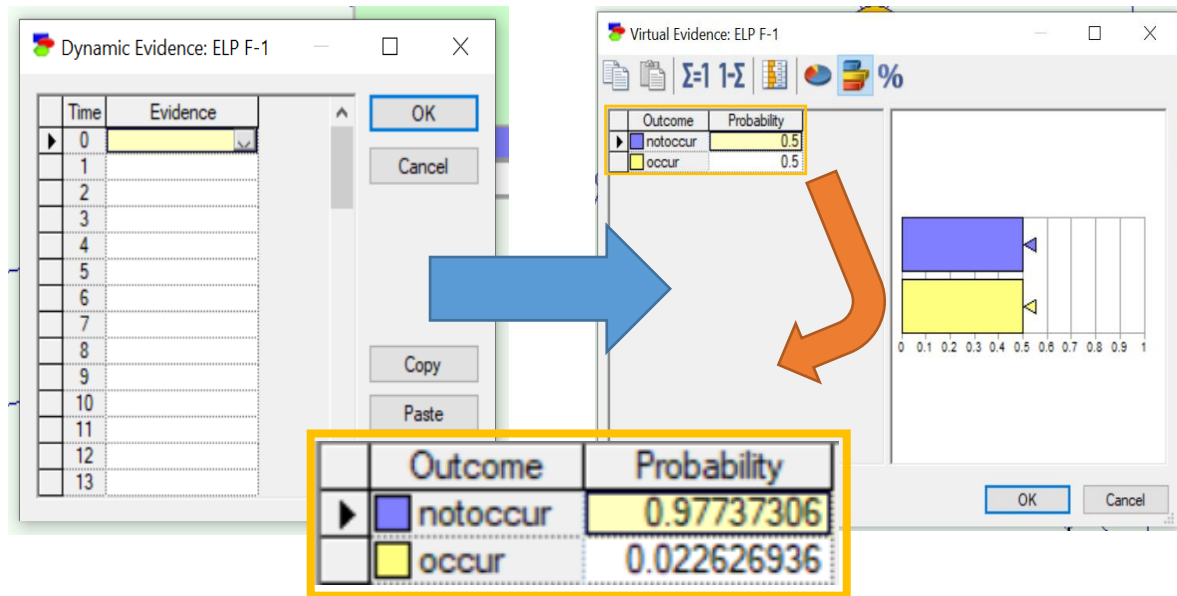 Dynamic Evidence: ELP F-1
Time Evidence
0
1
2
3
4
5
6
7
8
9
10
11
12
13
OK
Cancel
Copy
Paste
Virtual Evidence: ELP F-1
Σ=1 1-Σ %
Outcome Probability
notoccur 0.5
occur 0.5
0 0.1 0.2 0.3 0.4 0.5 0.6 0.7 0.8 0.9 1
OK Cancel
Outcome Probability
notoccur 0.97737306
occur 0.022626936